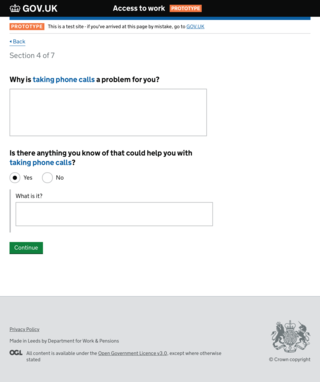 GOV.UK
Access to work PROTOTYPE
PROTOTYPE This is a test site - if you've arrived at this page by mistake, go to GOV.UK
Back
Section 4 of 7
Why is taking phone calls a problem for you?
Is there anything you know of that could help you with
taking phone calls?
Yes No
What is it?
Continue
Privacy Policy
Made in Leeds by Department for Work & Pensions
OGL All content is available under the Open Government Licence v3.0, except where otherwise
stated
© Crown copyright